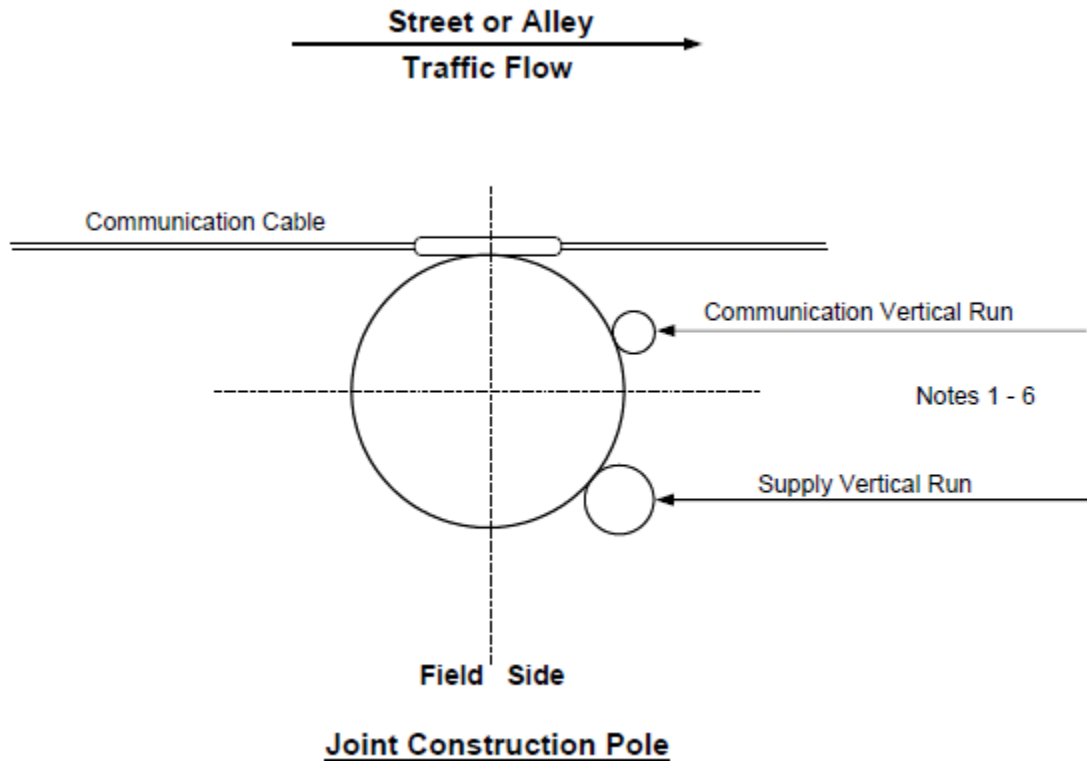 Street or Alley
Traffic Flow
Communication Cable
Communication Vertical Run
Notes 1 - 6
Supply Vertical Run
Field Side
Joint Construction Pole